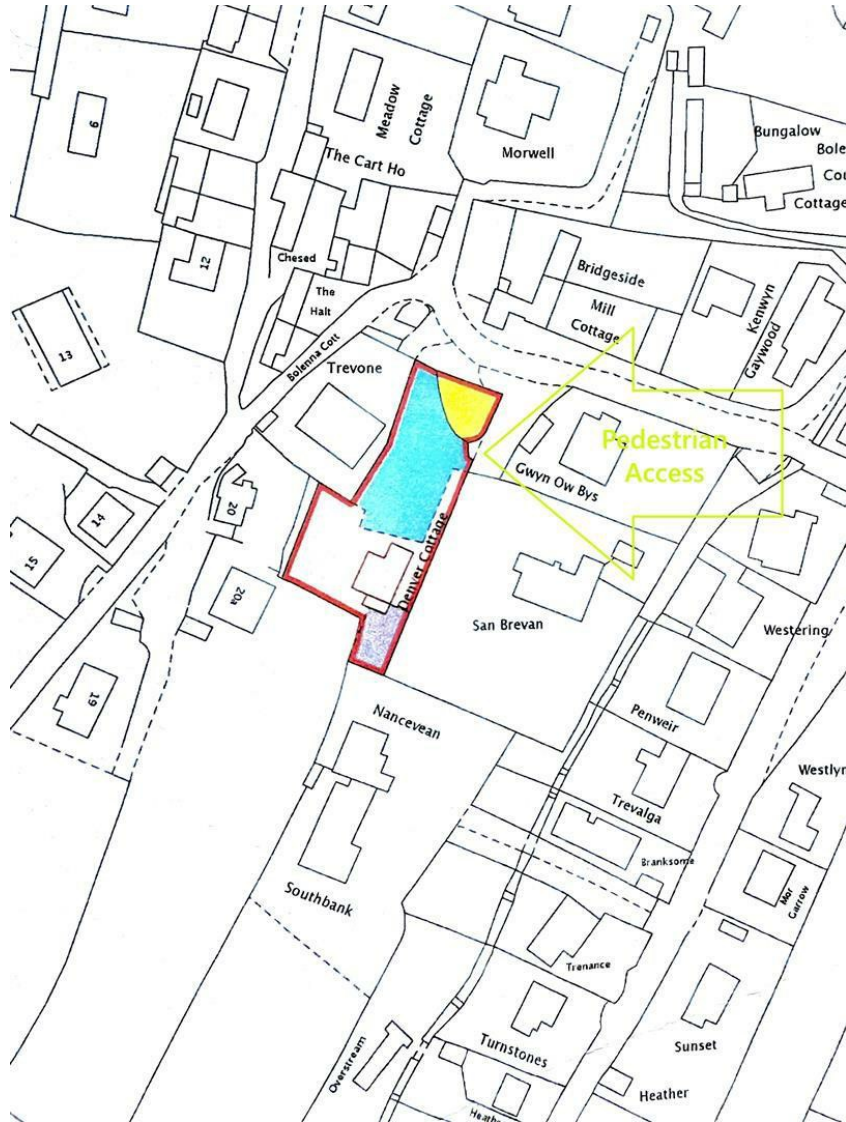 9
Meadow
Cottage
The Cart Ho
Morwell
Bungalow
Bole
Cou
Cottage
12
Chesed
The
Halt
Bridgeside
Mill
Cottage
Kenwyn
Gaywood
13
Bolenna Cott
Trevone
Pedestrian
Access
Gwyn Ow Bys
14
20
15
Denver Cottage
20a
San Brevan
Westering
19
Nancevean
Penweir
Westlyn
Trevalga
Branksome
Mor
Garrow
Southbank
Trenance
Turnstones
Sunset
Overstream
Heather
Heathe